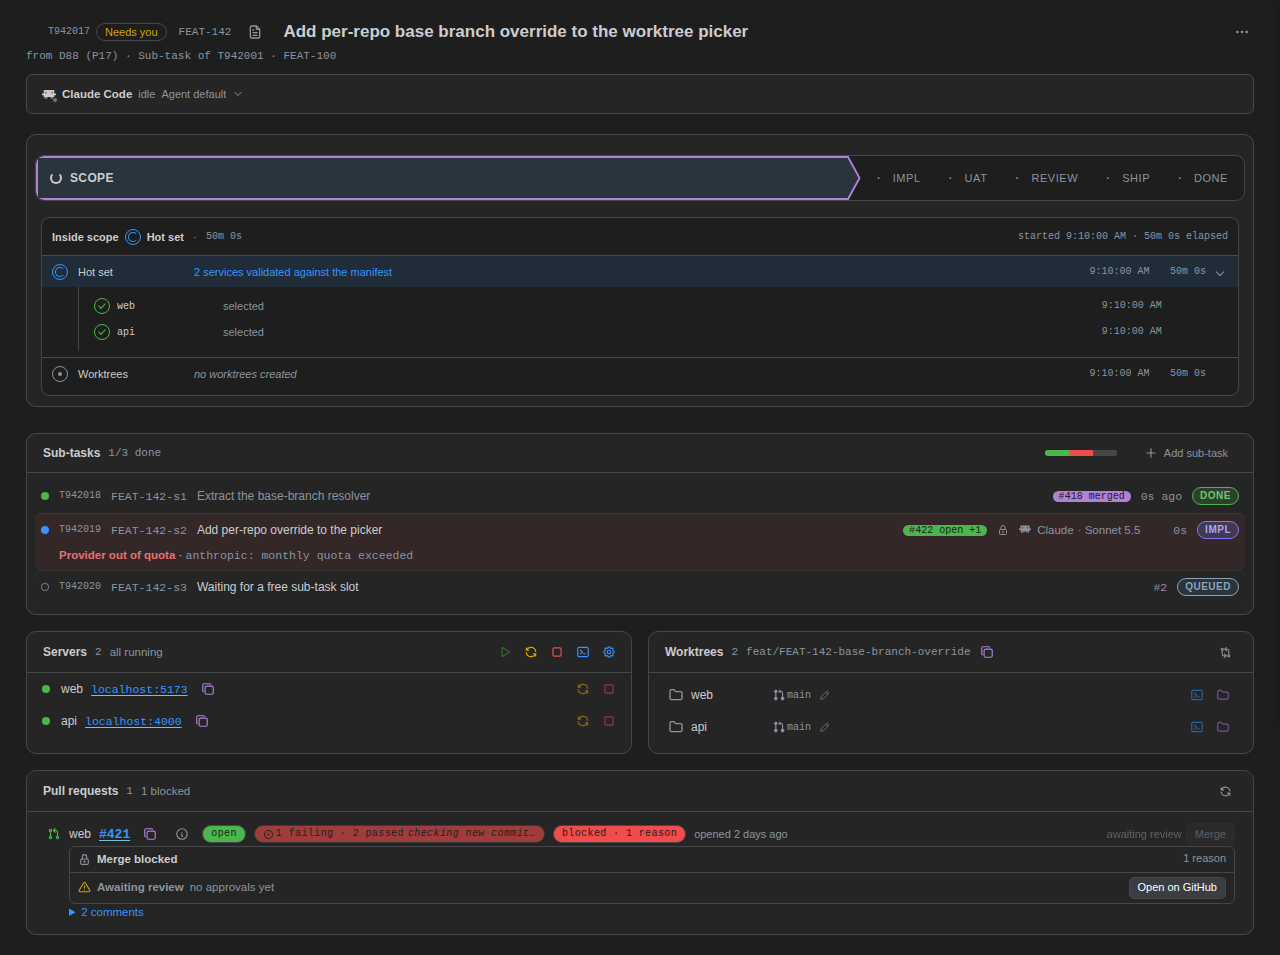 T942017 Needs you FEAT-142 Add per-repo base branch override to the worktree picker
from D88 (P17) · Sub-task of T942001 · FEAT-100
Claude Code idle Agent default
SCOPE · IMPL · UAT · REVIEW · SHIP · DONE
Inside scope Hot set · 50m 0s started 9:10:00 AM · 50m 0s elapsed
Hot set 2 services validated against the manifest 9:10:00 AM 50m 0s
web selected 9:10:00 AM
api selected 9:10:00 AM
Worktrees no worktrees created 9:10:00 AM 50m 0s
Sub-tasks 1/3 done Add sub-task
T942018 FEAT-142-s1 Extract the base-branch resolver #418 merged 0s ago DONE
T942019 FEAT-142-s2 Add per-repo override to the picker #422 open +1 Claude · Sonnet 5.5 0s IMPL
Provider out of quota · anthropic: monthly quota exceeded
T942020 FEAT-142-s3 Waiting for a free sub-task slot #2 QUEUED
Servers 2 all running
web localhost:5173
api localhost:4000
Worktrees 2 feat/FEAT-142-base-branch-override
web main
api main
Pull requests 1 1 blocked
web #421 open 1 failing · 2 passed checking new commit… blocked · 1 reason opened 2 days ago awaiting review Merge
Merge blocked 1 reason
Awaiting review no approvals yet Open on GitHub
2 comments